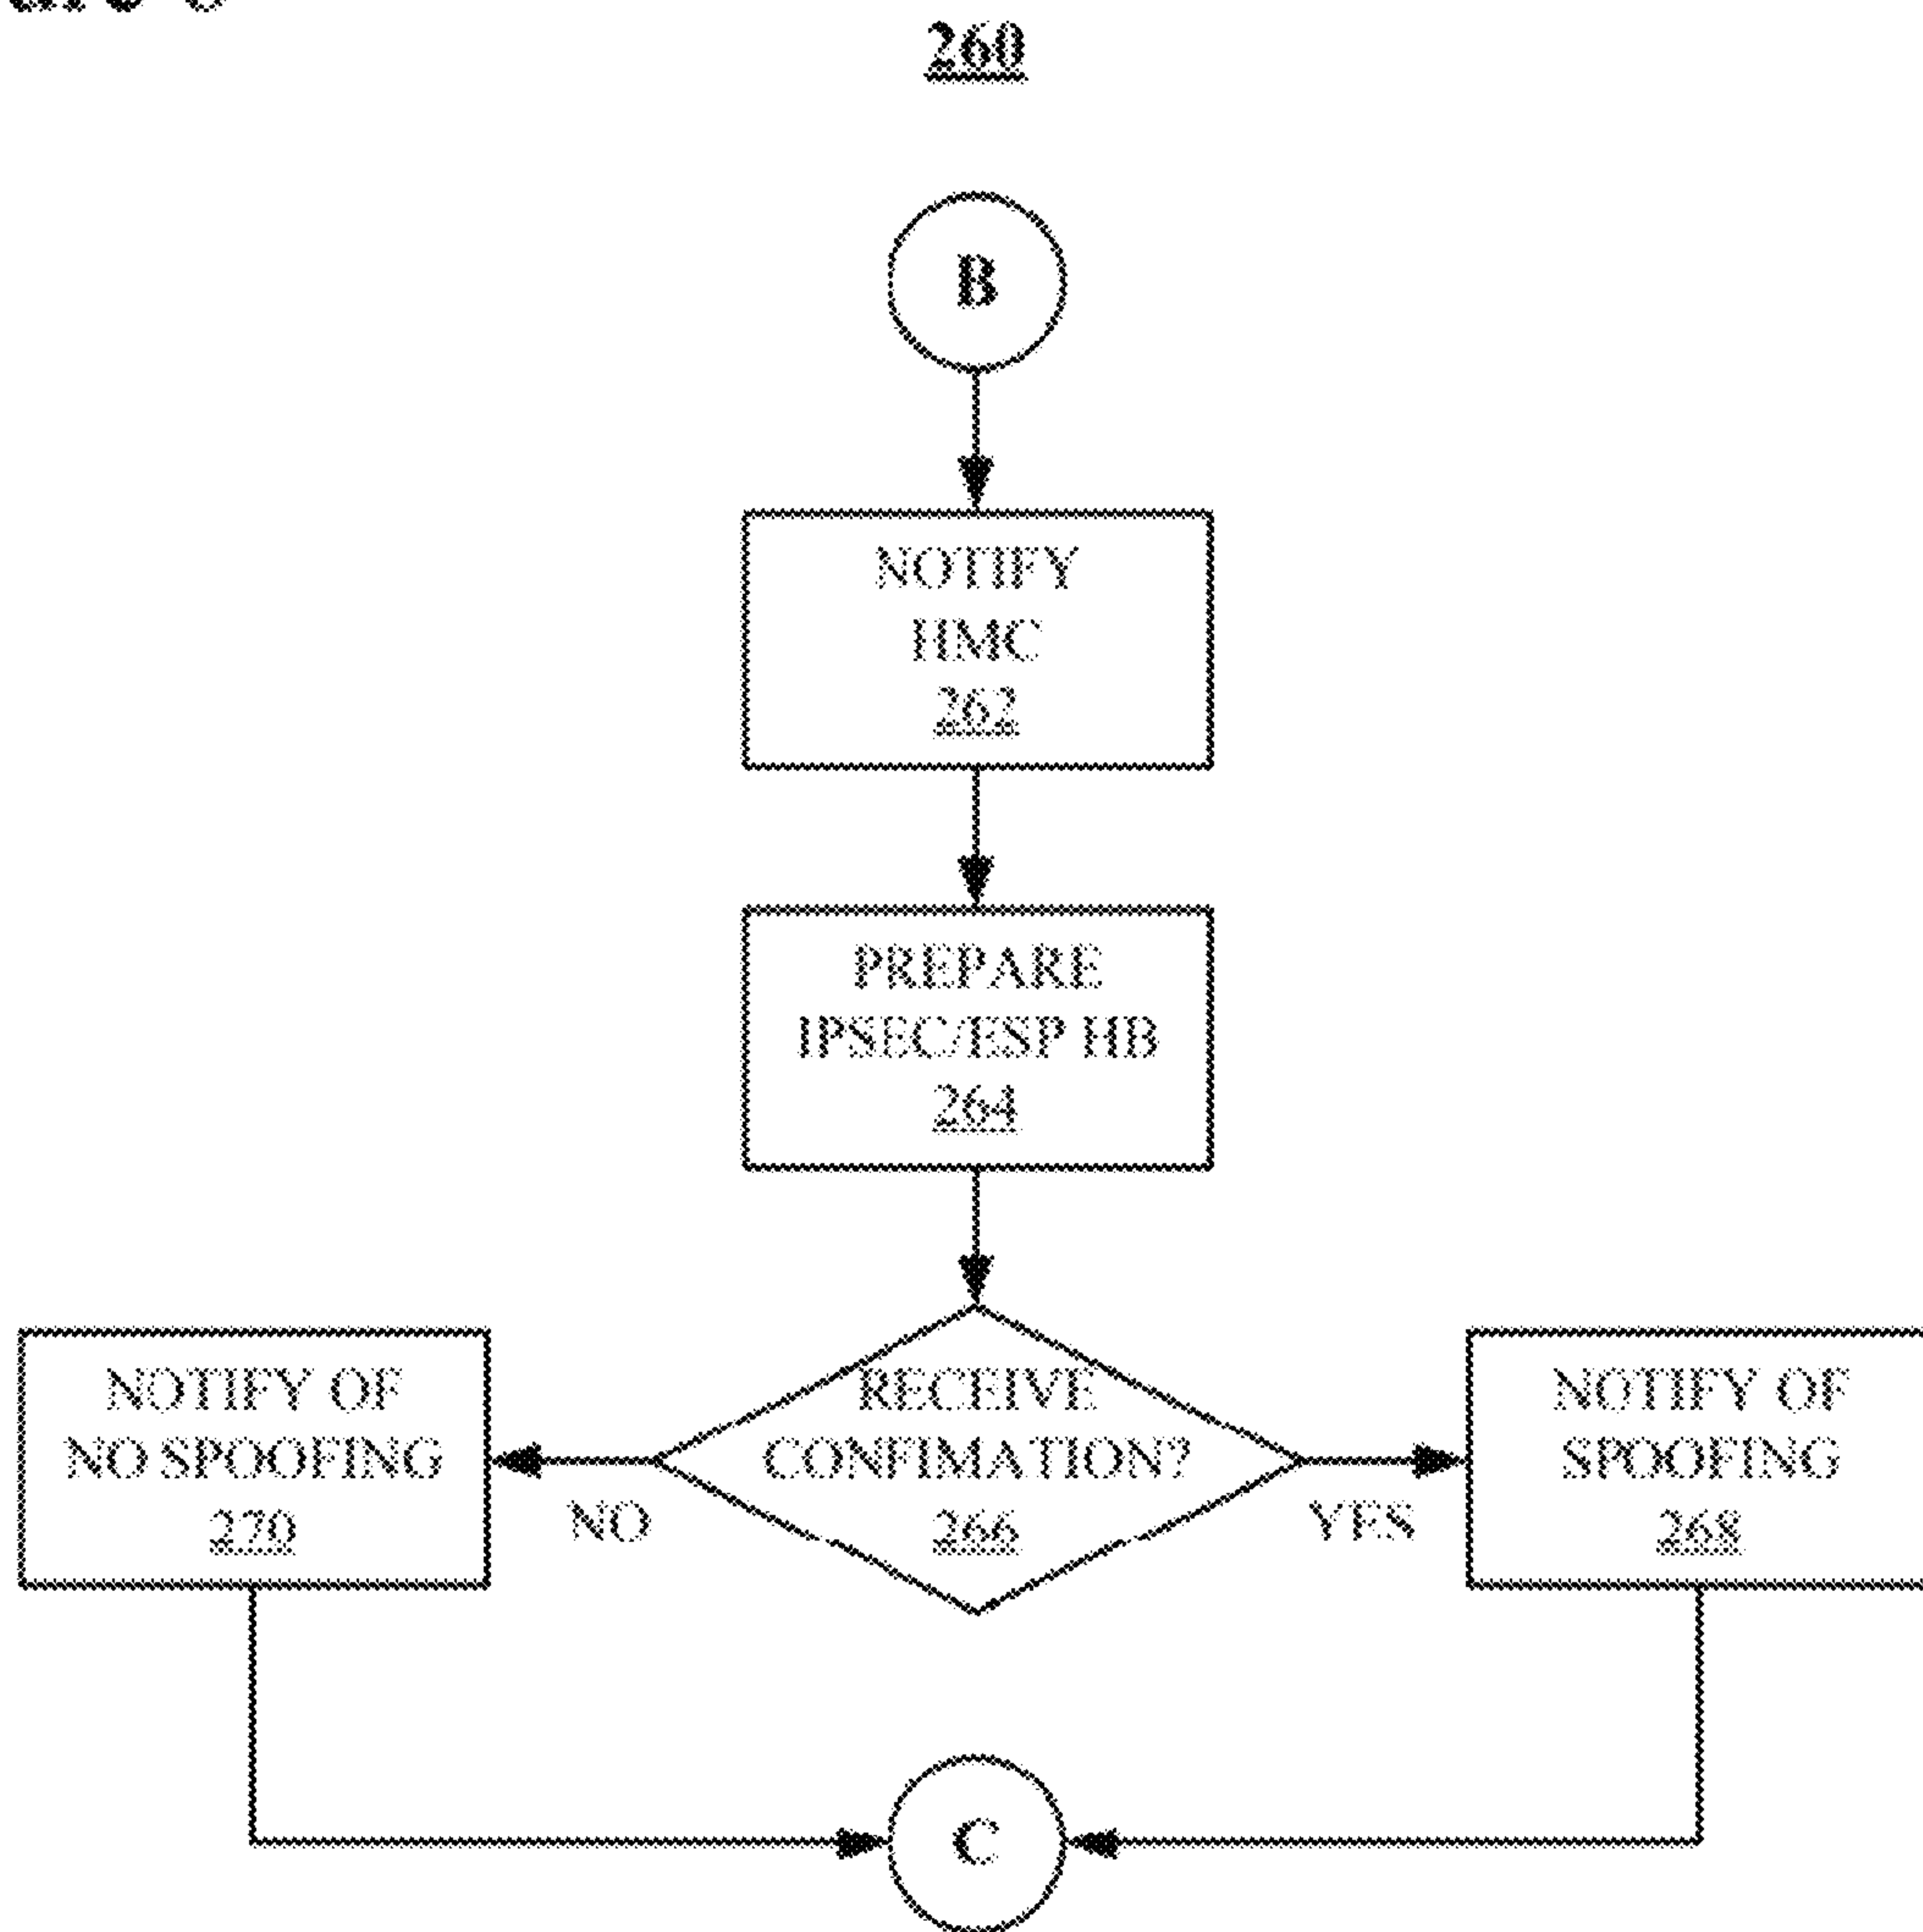 260
B
NOTIFY
HMC
262
PREPARE
IPSEC/ESP HB
264
RECEIVE
CONFIMATION?
266
NOTIFY OF
NO SPOOFING
270
NO
YES
NOTIFY OF
SPOOFING
268
C